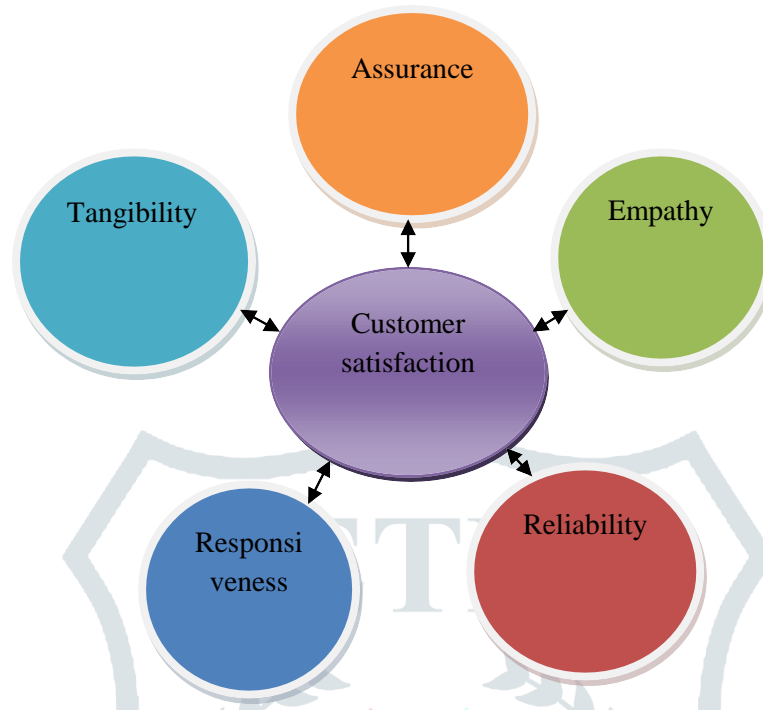 Assurance
Tangibility
Empathy
Customer
satisfaction
Responsi
veness
Reliability